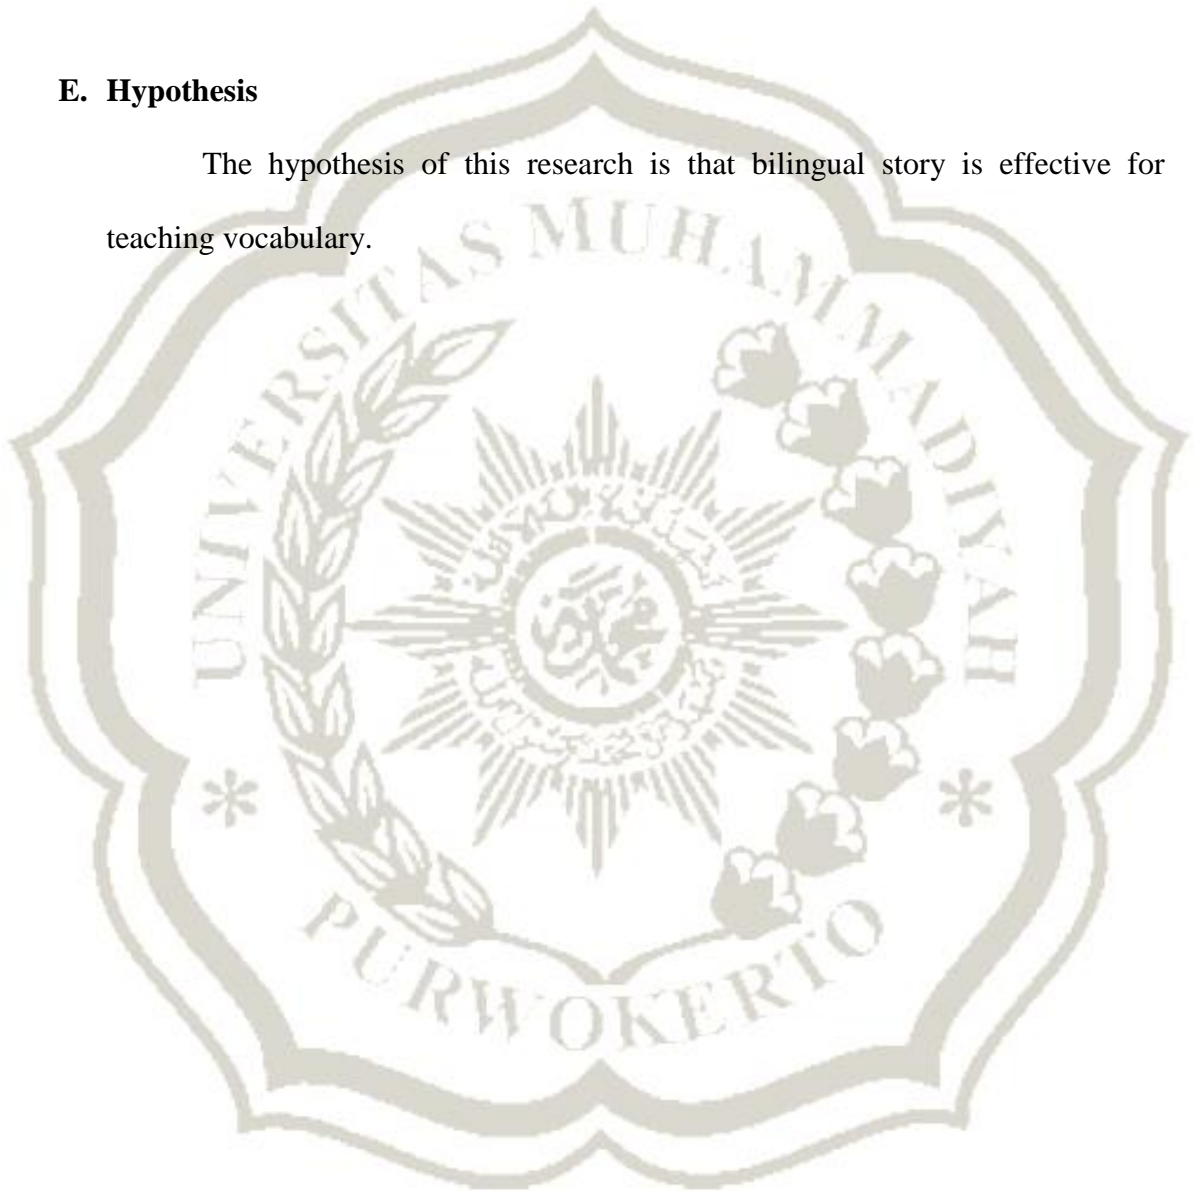 E. Hypothesis
The hypothesis of this research is that bilingual story is effective for
teaching vocabulary.
UNIVERSITAS MUHAMMADIYAH
PURWOKERTO